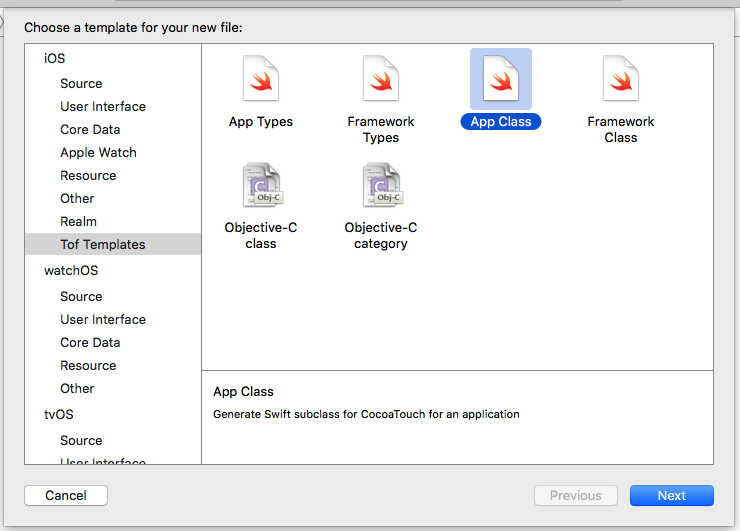 Choose a template for your new file:
iOS
Source
User Interface
Core Data
Apple Watch
Resource
Other
Realm
Tof Templates
watchOS
Source
User Interface
Core Data
Resource
Other
tvOS
Source
User Interface
App Types
Framework
Types
App Class
Framework
Class
Obj-C
Objective-C
class
Obj-C
Objective-C
category
App Class
Generate Swift subclass for CocoaTouch for an application
Cancel
Previous
Next